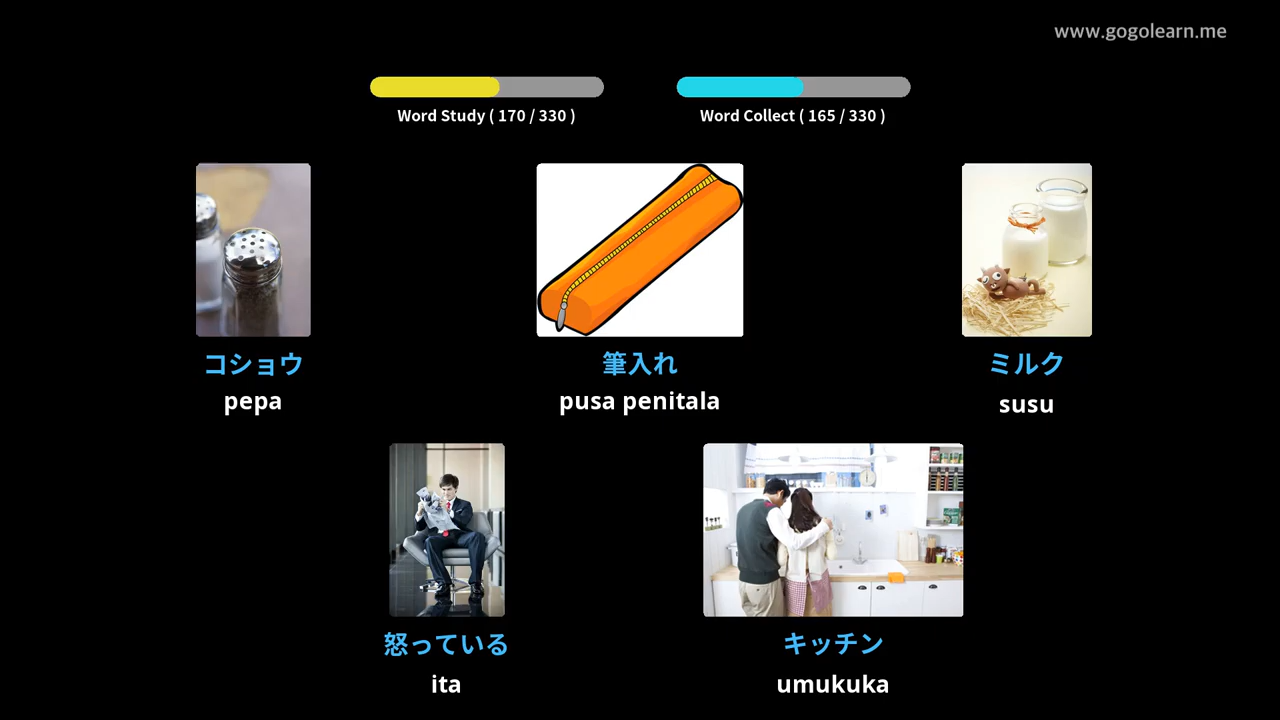 www.gogolearn.me
Word Study ( 170 / 330 )
Word Collect ( 165 / 330 )
コショウ
pepa
筆入れ
pusa penitala
ミルク
susu
怒っている
ita
キッチン
umukuka